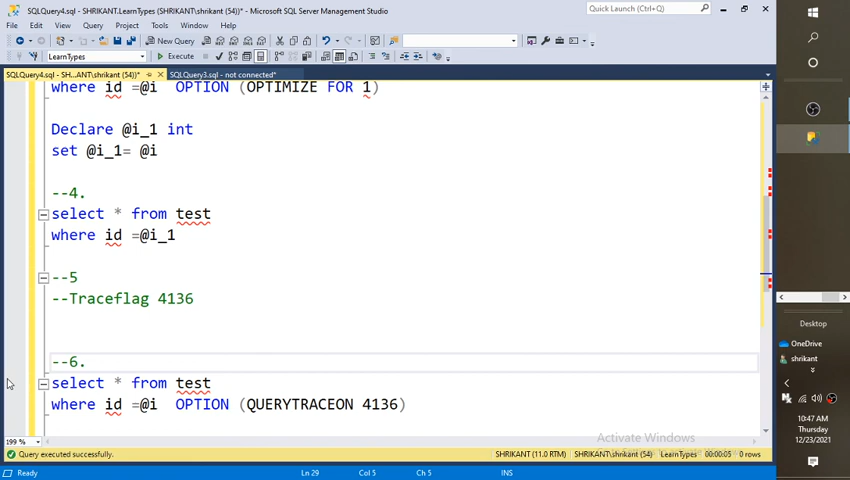 SQLQuery4.sql - SHRIKANT.LearnTypes (SHRIKANT\shrikant (54))* - Microsoft SQL Server Management Studio
Quick Launch (Ctrl+Q)
File Edit View Query Project Tools Window Help
New Query
LearnTypes
Execute
SQLQuery4.sql - SH...ANT\shrikant (54))*
SQLQuery3.sql - not connected*
where id =@i OPTION (OPTIMIZE FOR 1)
Declare @i_1 int
set @i_1= @i
--4.
select * from test
where id =@i_1
--5
--Traceflag 4136
--6.
select * from test
where id =@i OPTION (QUERYTRACEON 4136)
199 %
Activate Windows
Query executed successfully.
SHRIKANT (11.0 RTM)
SHRIKANT\shrikant (54)
LearnTypes
00:00:05
0 rows
Ready
Ln 29
Col 5
Ch 5
INS
Desktop
OneDrive
shrikant
10:47 AM
Thursday
12/23/2021